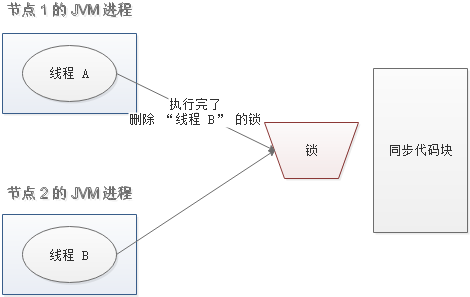 节点 1 的 JVM 进程
线程 A
执行完了
删除 “线程 B” 的锁
锁
同步代码块
节点 2 的 JVM 进程
线程 B